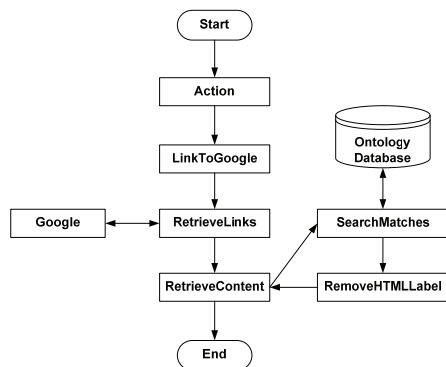 Start
Action
LinkToGoogle
Ontology
Database
Google
RetrieveLinks
SearchMatches
RetrieveContent
RemoveHTMLLabel
End